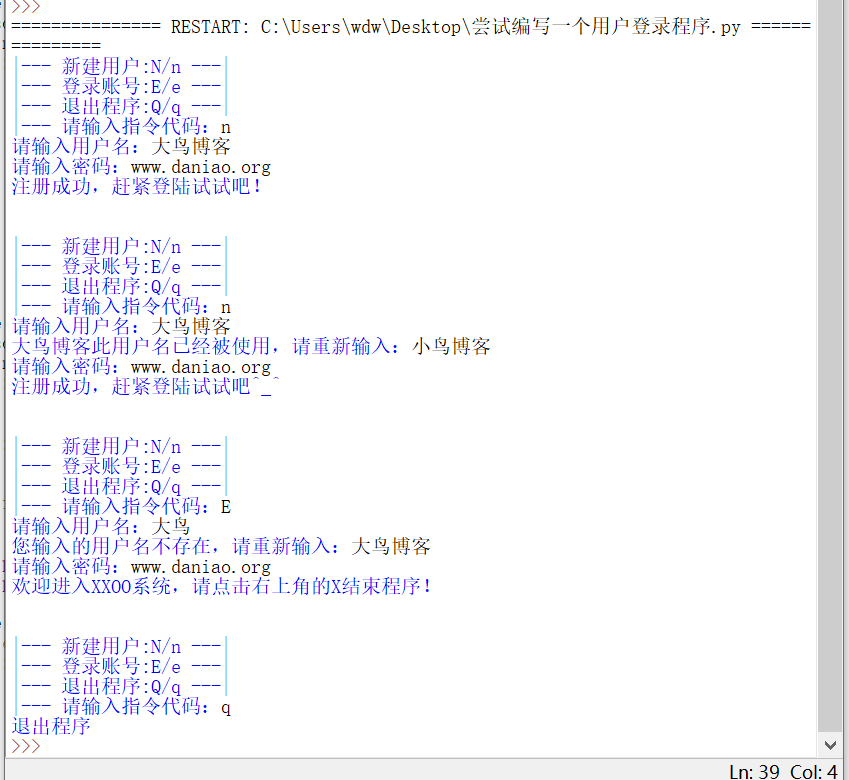 >>>
=============== RESTART: C:\Users\wdw\Desktop\尝试编写一个用户登录程序.py ======
=========
|--- 新建用户:N/n ---|
|--- 登录账号:E/e ---|
|--- 退出程序:Q/q ---|
|--- 请输入指令代码：n
请输入用户名：大鸟博客
请输入密码：www.daniao.org
注册成功，赶紧登陆试试吧！
|--- 新建用户:N/n ---|
|--- 登录账号:E/e ---|
|--- 退出程序:Q/q ---|
|--- 请输入指令代码：n
请输入用户名：大鸟博客
大鸟博客此用户名已经被使用，请重新输入：小鸟博客
请输入密码：www.daniao.org
注册成功，赶紧登陆试试吧^_^
|--- 新建用户:N/n ---|
|--- 登录账号:E/e ---|
|--- 退出程序:Q/q ---|
|--- 请输入指令代码：E
请输入用户名：大鸟
您输入的用户名不存在，请重新输入：大鸟博客
请输入密码：www.daniao.org
欢迎进入XXOO系统，请点击右上角的X结束程序！
|--- 新建用户:N/n ---|
|--- 登录账号:E/e ---|
|--- 退出程序:Q/q ---|
|--- 请输入指令代码：q
退出程序
>>>
Ln: 39 Col: 4